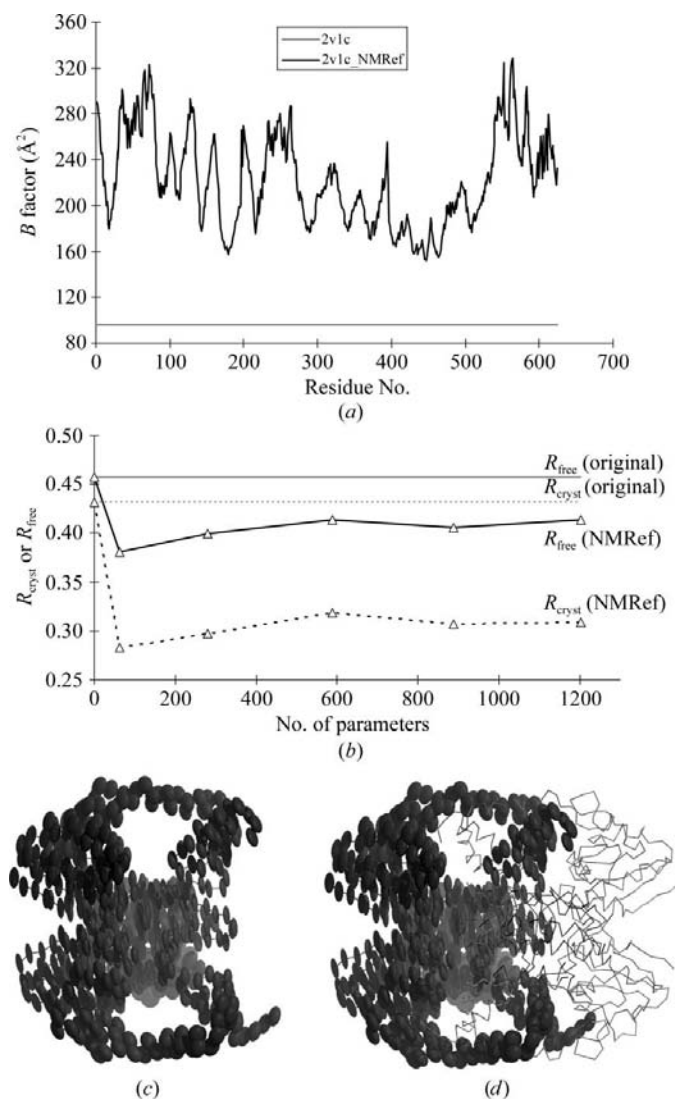 2v1c
2v1c_NMRef
360
320
280
240
200
160
120
80
B factor (Å²)
0 100 200 300 400 500 600 700
Residue No.
(a)
0.50
0.45
0.40
0.35
0.30
0.25
R_cryst or R_free
R_free (original)
R_cryst (original)
R_free (NMRef)
R_cryst (NMRef)
0 200 400 600 800 1000 1200
No. of parameters
(b)
(c) (d)